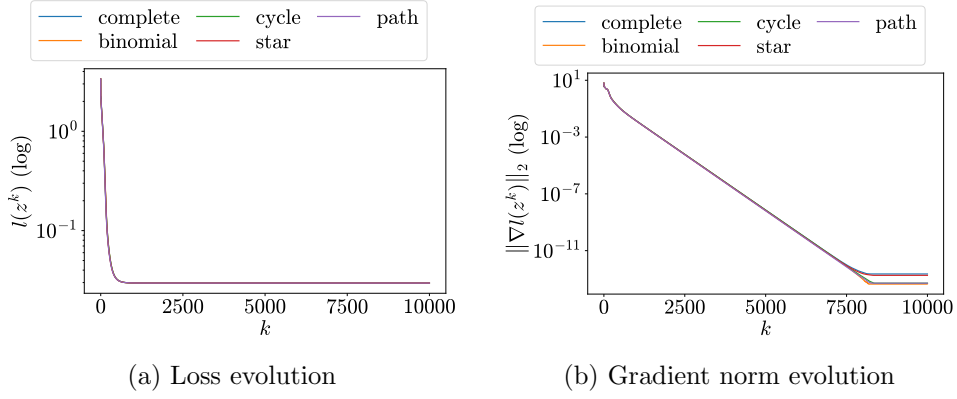 complete cycle path
binomial star
l(z^k) (log)
10^0
10^{-1}
0 2500 5000 7500 10000
k
(a) Loss evolution
complete cycle path
binomial star
||∇l(z^k)||_2 (log)
10^1
10^{-3}
10^{-7}
10^{-11}
0 2500 5000 7500 10000
k
(b) Gradient norm evolution